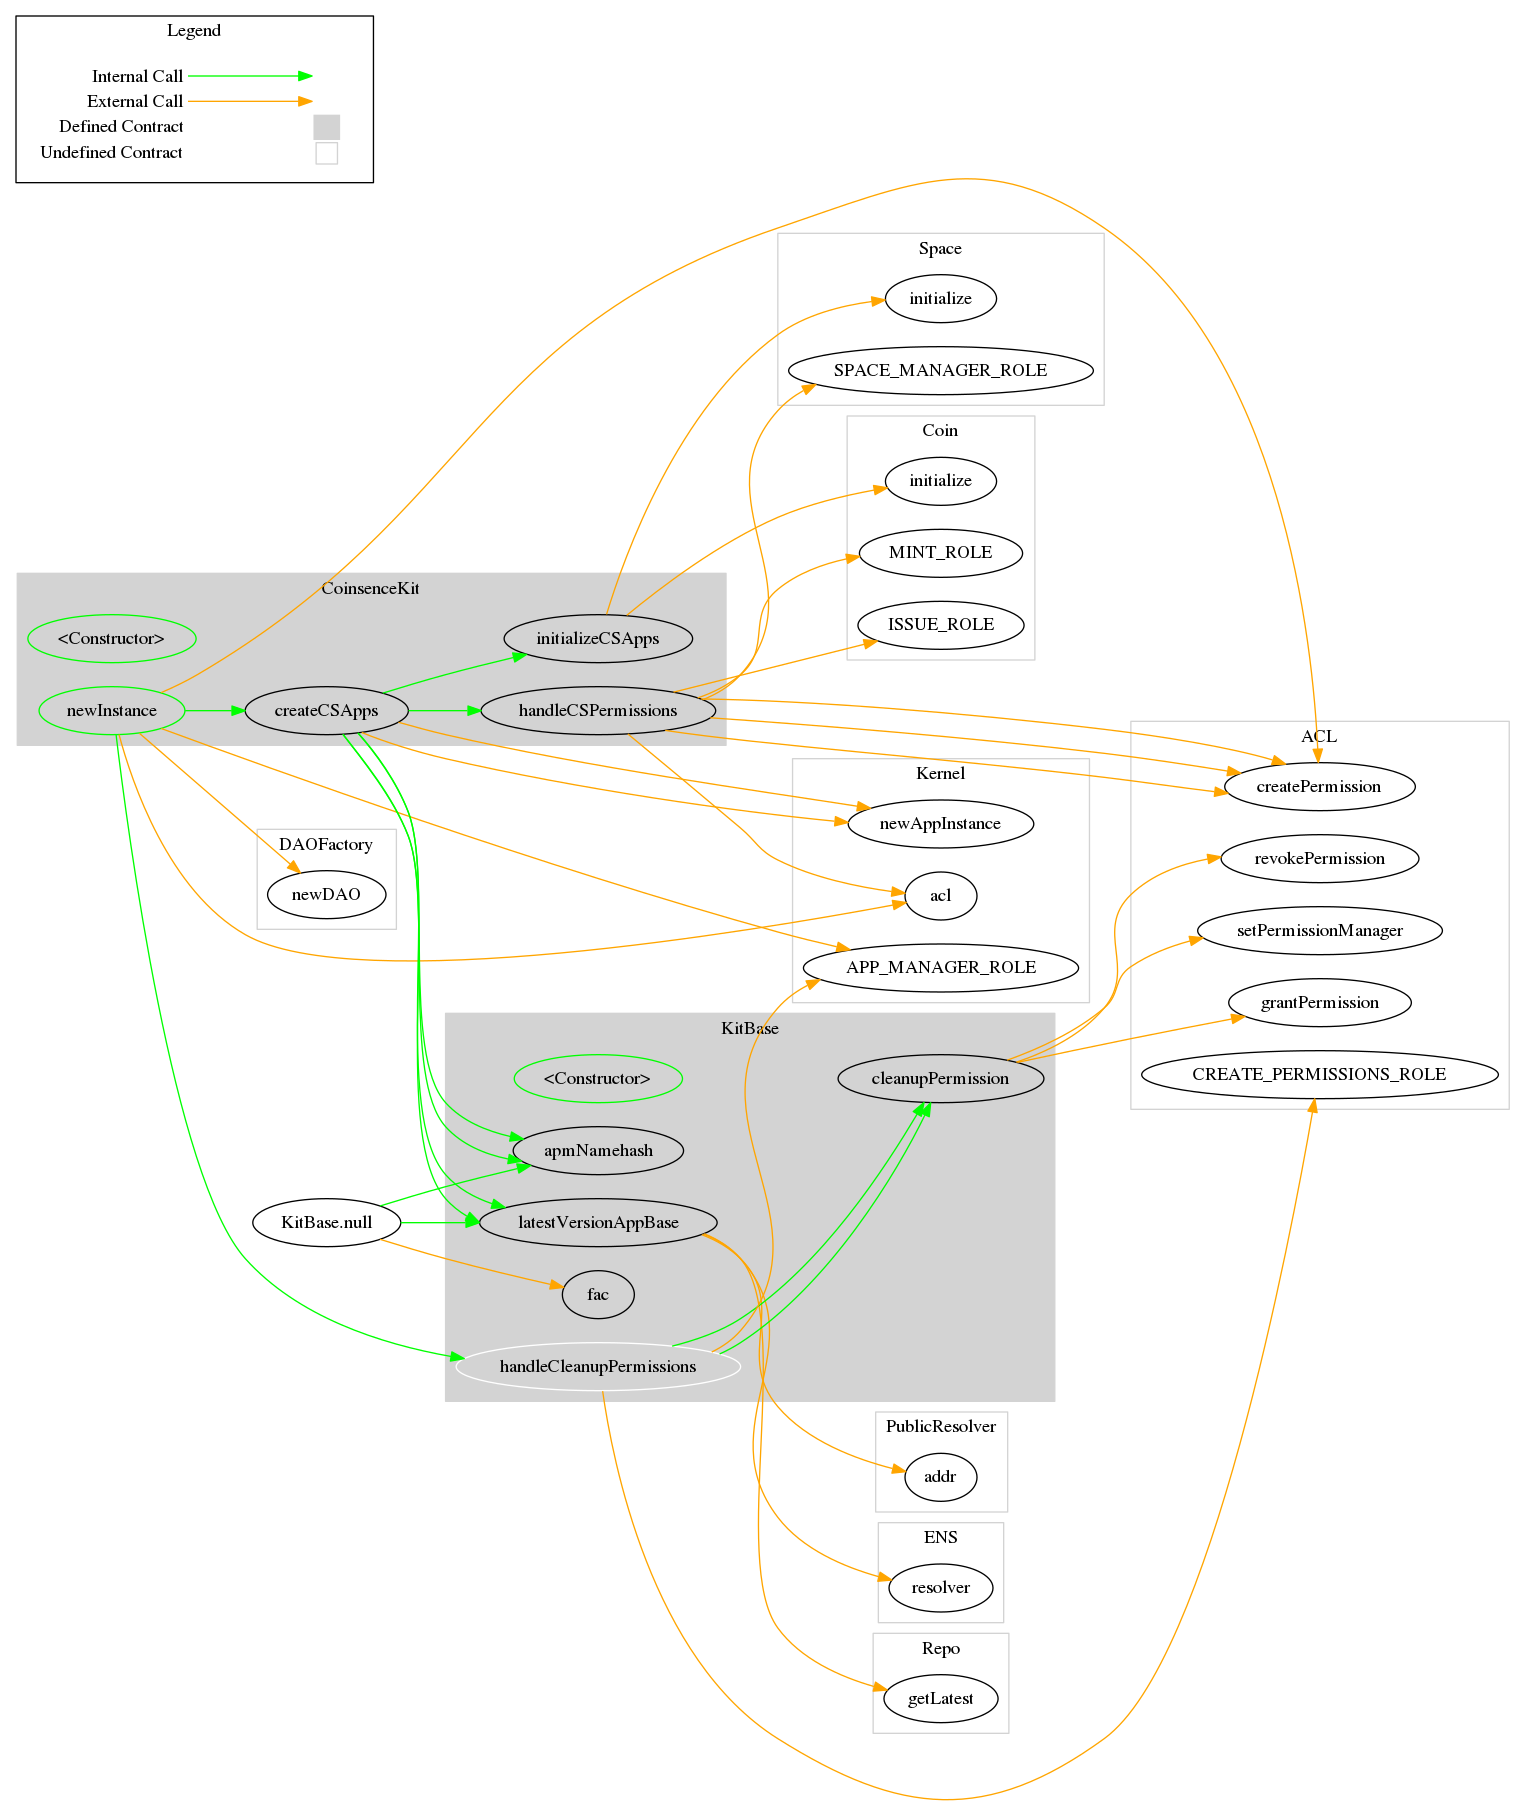 Legend
Internal Call
External Call
Defined Contract
Undefined Contract
Space
initialize
SPACE_MANAGER_ROLE
Coin
initialize
MINT_ROLE
ISSUE_ROLE
CoinsenceKit
<Constructor>
initializeCSApps
newInstance
createCSApps
handleCSPermissions
ACL
createPermission
revokePermission
setPermissionManager
grantPermission
CREATE_PERMISSIONS_ROLE
Kernel
newAppInstance
acl
APP_MANAGER_ROLE
DAOFactory
newDAO
KitBase
<Constructor>
cleanupPermission
apmNamehash
KitBase.null
latestVersionAppBase
fac
handleCleanupPermissions
PublicResolver
addr
ENS
resolver
Repo
getLatest